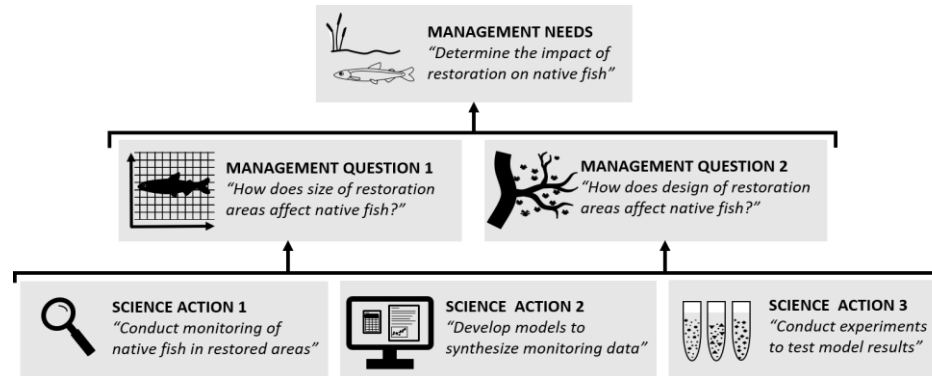 MANAGEMENT NEEDS
“Determine the impact of
restoration on native fish”
MANAGEMENT QUESTION 1
“How does size of restoration
areas affect native fish?”
MANAGEMENT QUESTION 2
“How does design of restoration
areas affect native fish?”
SCIENCE ACTION 1
“Conduct monitoring of
native fish in restored areas”
SCIENCE ACTION 2
“Develop models to
synthesize monitoring data”
SCIENCE ACTION 3
“Conduct experiments
to test model results”